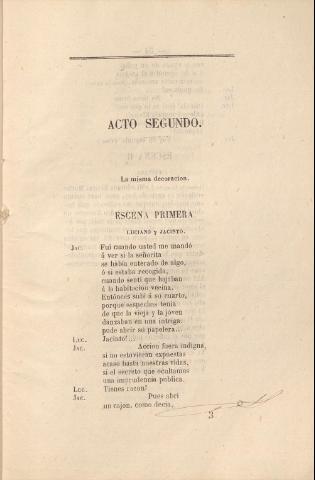 ACTO SEGUNDO.
La misma decoracion.
ESCENA PRIMERA
LUCIANO y JACINTO.
Jac. Fuí cuando usted me mandó
á ver si la señorita
se habia enterado de algo,
ó si estaba recogida,
cuando sentí que bajaban
á la habitacion vecina.
Entónces subí á su cuarto,
porque sospechas tenia
de que la vieja y la jóven
danzaban en una intriga:
pude abrir su papelera...
Luc. Jacinto!...
Jac. Accion fuera indigna,
si no estuvieran expuestas
acaso hasta nuestras vidas,
si el secreto que ocultamos
una imprudencia publica.
Luc. Tienes razon!
Jac. Pues abrí
un cajon, como decia,
3